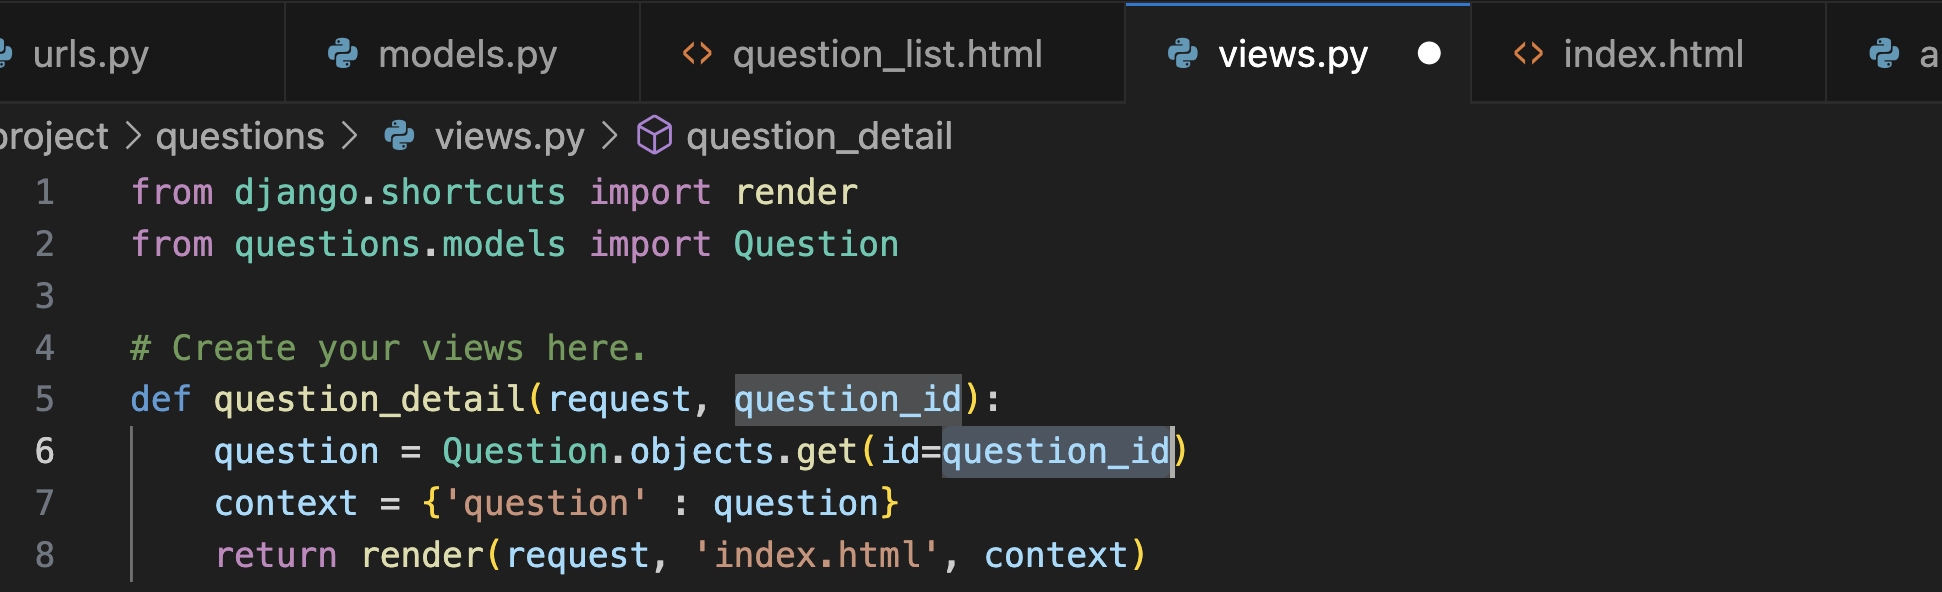 urls.py models.py <> question_list.html views.py <> index.html a
project > questions > views.py > question_detail
1 from django.shortcuts import render
2 from questions.models import Question
3
4 # Create your views here.
5 def question_detail(request, question_id):
6     question = Question.objects.get(id=question_id)
7     context = {'question' : question}
8     return render(request, 'index.html', context)